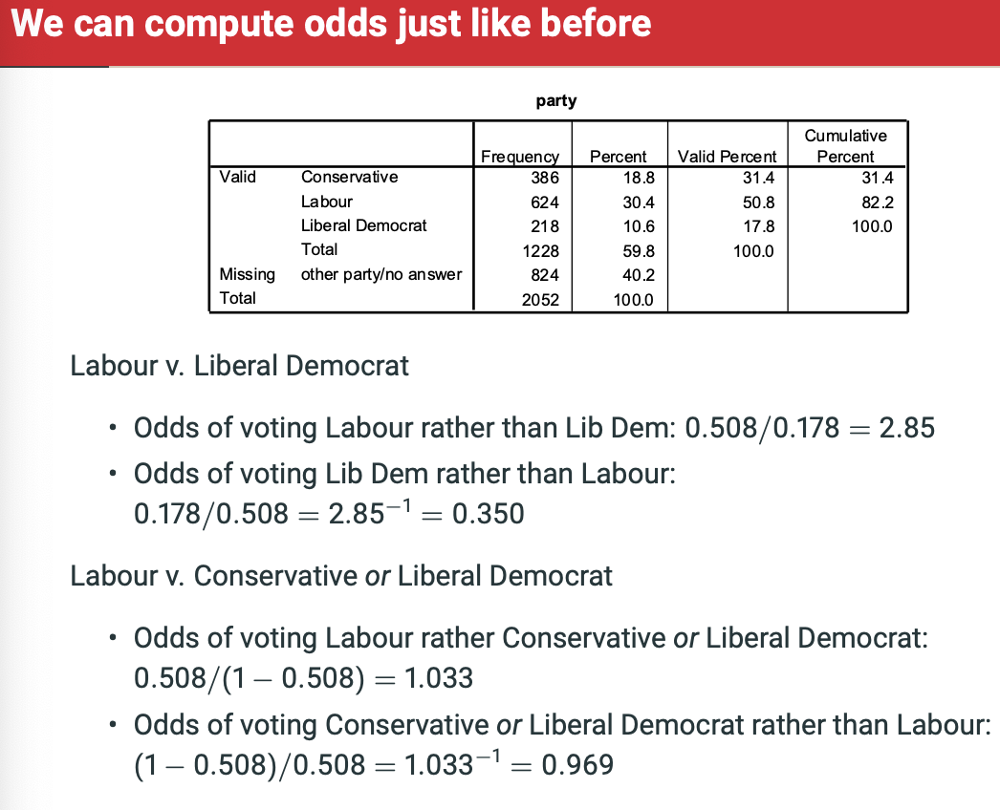 We can compute odds just like before
party
Frequency Percent Valid Percent Cumulative Percent
Valid Conservative 386 18.8 31.4 31.4
Labour 624 30.4 50.8 82.2
Liberal Democrat 218 10.6 17.8 100.0
Total 1228 59.8 100.0
Missing other party/no answer 824 40.2
Total 2052 100.0
Labour v. Liberal Democrat
• Odds of voting Labour rather than Lib Dem: 0.508/0.178 = 2.85
• Odds of voting Lib Dem rather than Labour:
0.178/0.508 = 2.85⁻¹ = 0.350
Labour v. Conservative or Liberal Democrat
• Odds of voting Labour rather Conservative or Liberal Democrat:
0.508/(1 − 0.508) = 1.033
• Odds of voting Conservative or Liberal Democrat rather than Labour:
(1 − 0.508)/0.508 = 1.033⁻¹ = 0.969